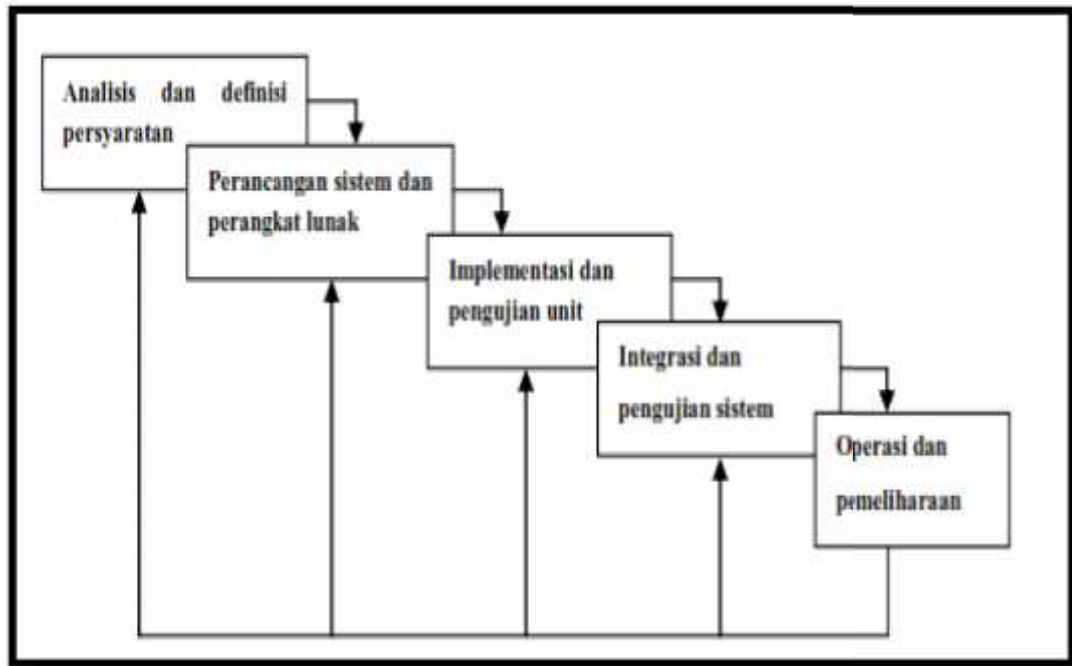 Analisis dan definisi
persyaratan
Perancangan sistem dan
perangkat lunak
Implementasi dan
pengujian unit
Integrasi dan
pengujian sistem
Operasi dan
pemeliharaan